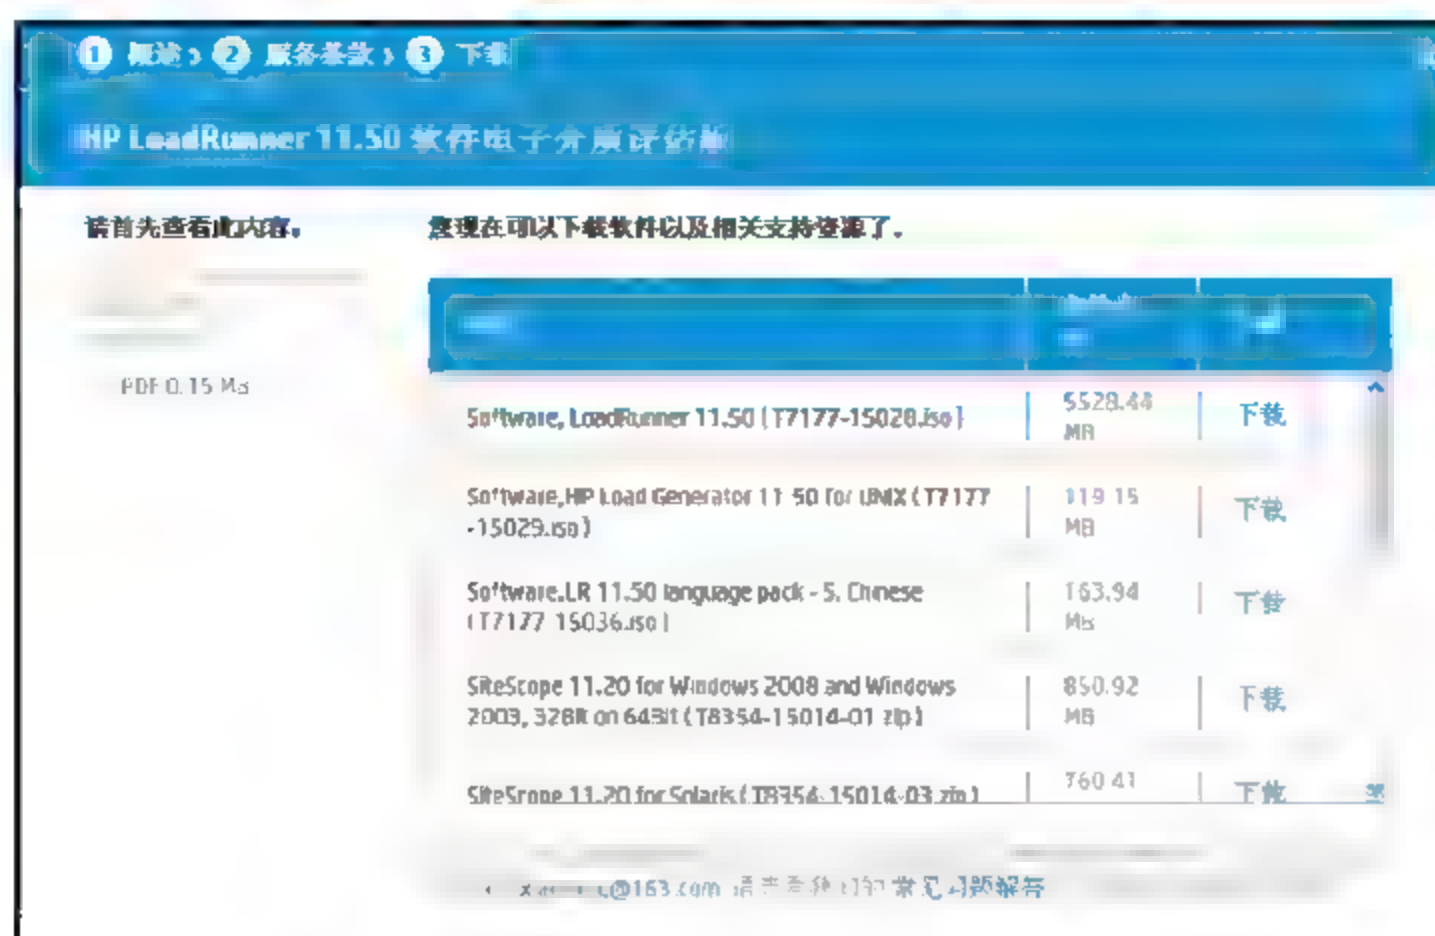 1 概述 › 2 服务条款 › 3 下载
HP LoadRunner 11.50 软件电子介质评估版
请首先查看此内容。
您现在可以下载软件以及相关支持资源了。
PDF 0.15 MB
Software, LoadRunner 11.50 (T7177-15028.iso)
5528.44
MB
下载
Software,HP Load Generator 11.50 for UNIX (T7177
-15029.iso)
119.15
MB
下载
Software,LR 11.50 language pack - S. Chinese
(T7177-15036.iso)
163.94
MB
下载
SiteScope 11.20 for Windows 2008 and Windows
2003, 32Bit on 64Bit (T8354-15014-01.zip)
850.92
MB
下载
SiteScope 11.20 for Solaris (T8354-15014-03.zip)
760.41
下载
@163.com 常见问题解答